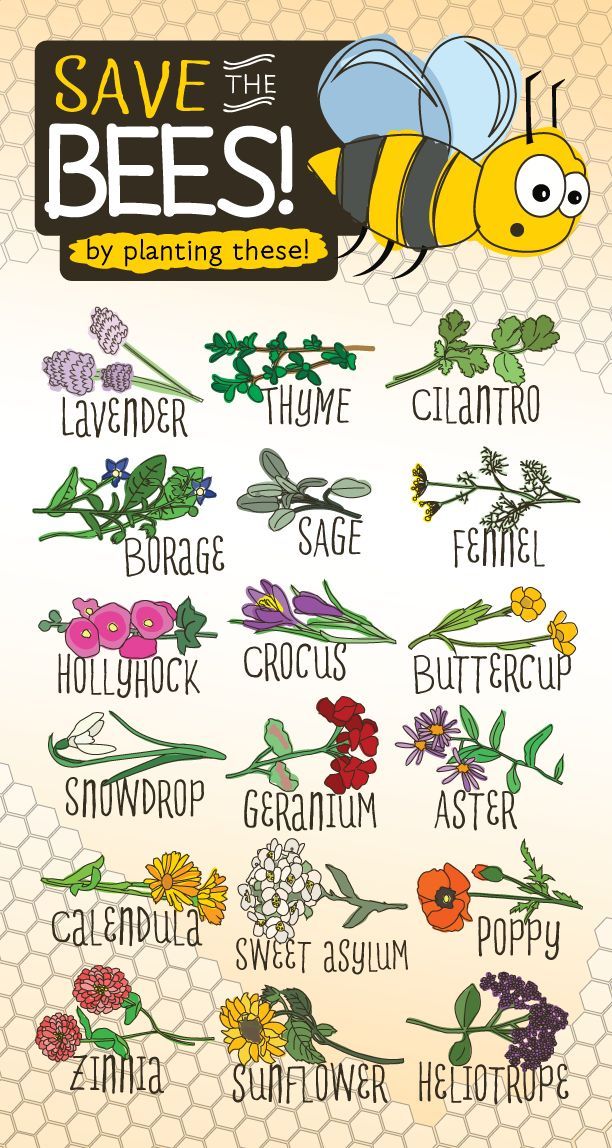 SAVE THE
BEES!
by planting these!
LAVENDER
THYME
CILANTRO
BORAGE
SAGE
FENNEL
HOLLYHOCK
CROCUS
BUTTERCUP
SNOWDROP
GERANIUM
ASTER
CALENDULA
SWEET ASYLUM
POPPY
ZINNIA
SUNFLOWER
HELIOTROPE